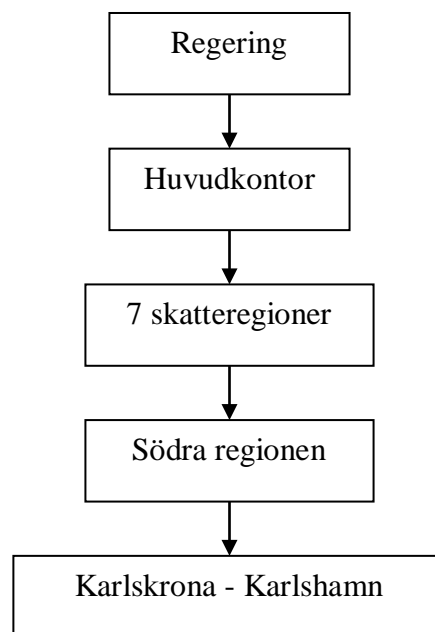 Regering
Huvudkontor
7 skatteregioner
Södra regionen
Karlskrona - Karlshamn